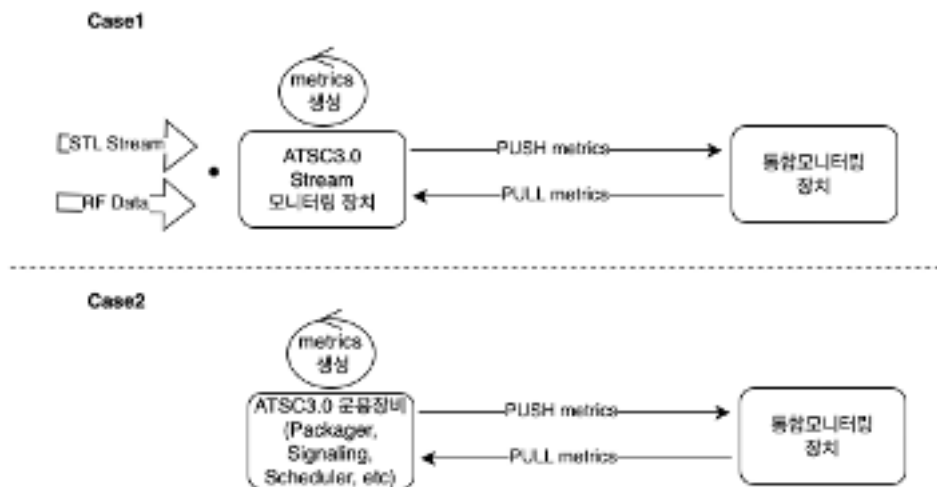 Case1
metrics
생성
STL Stream
RF Data
ATSC3.0
Stream
모니터링 장치
PUSH metrics
PULL metrics
통합모니터링
장치
Case2
metrics
생성
ATSC3.0 운용장비
(Packager,
Signaling,
Scheduler, etc)
PUSH metrics
PULL metrics
통합모니터링
장치